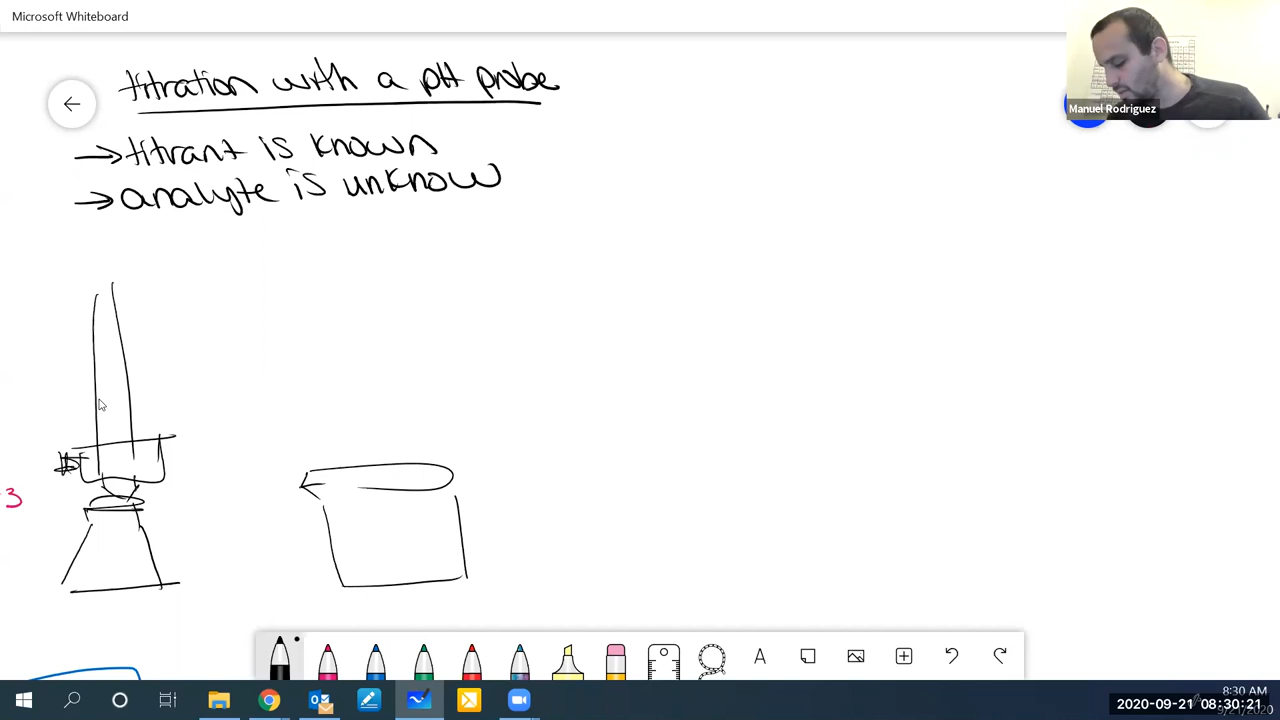 Microsoft Whiteboard
titration with a pH probe
→ titrant is known
→ analyte is unknow
Manuel Rodriguez
3
A
8:30 AM
2020-09-21 08:30:21